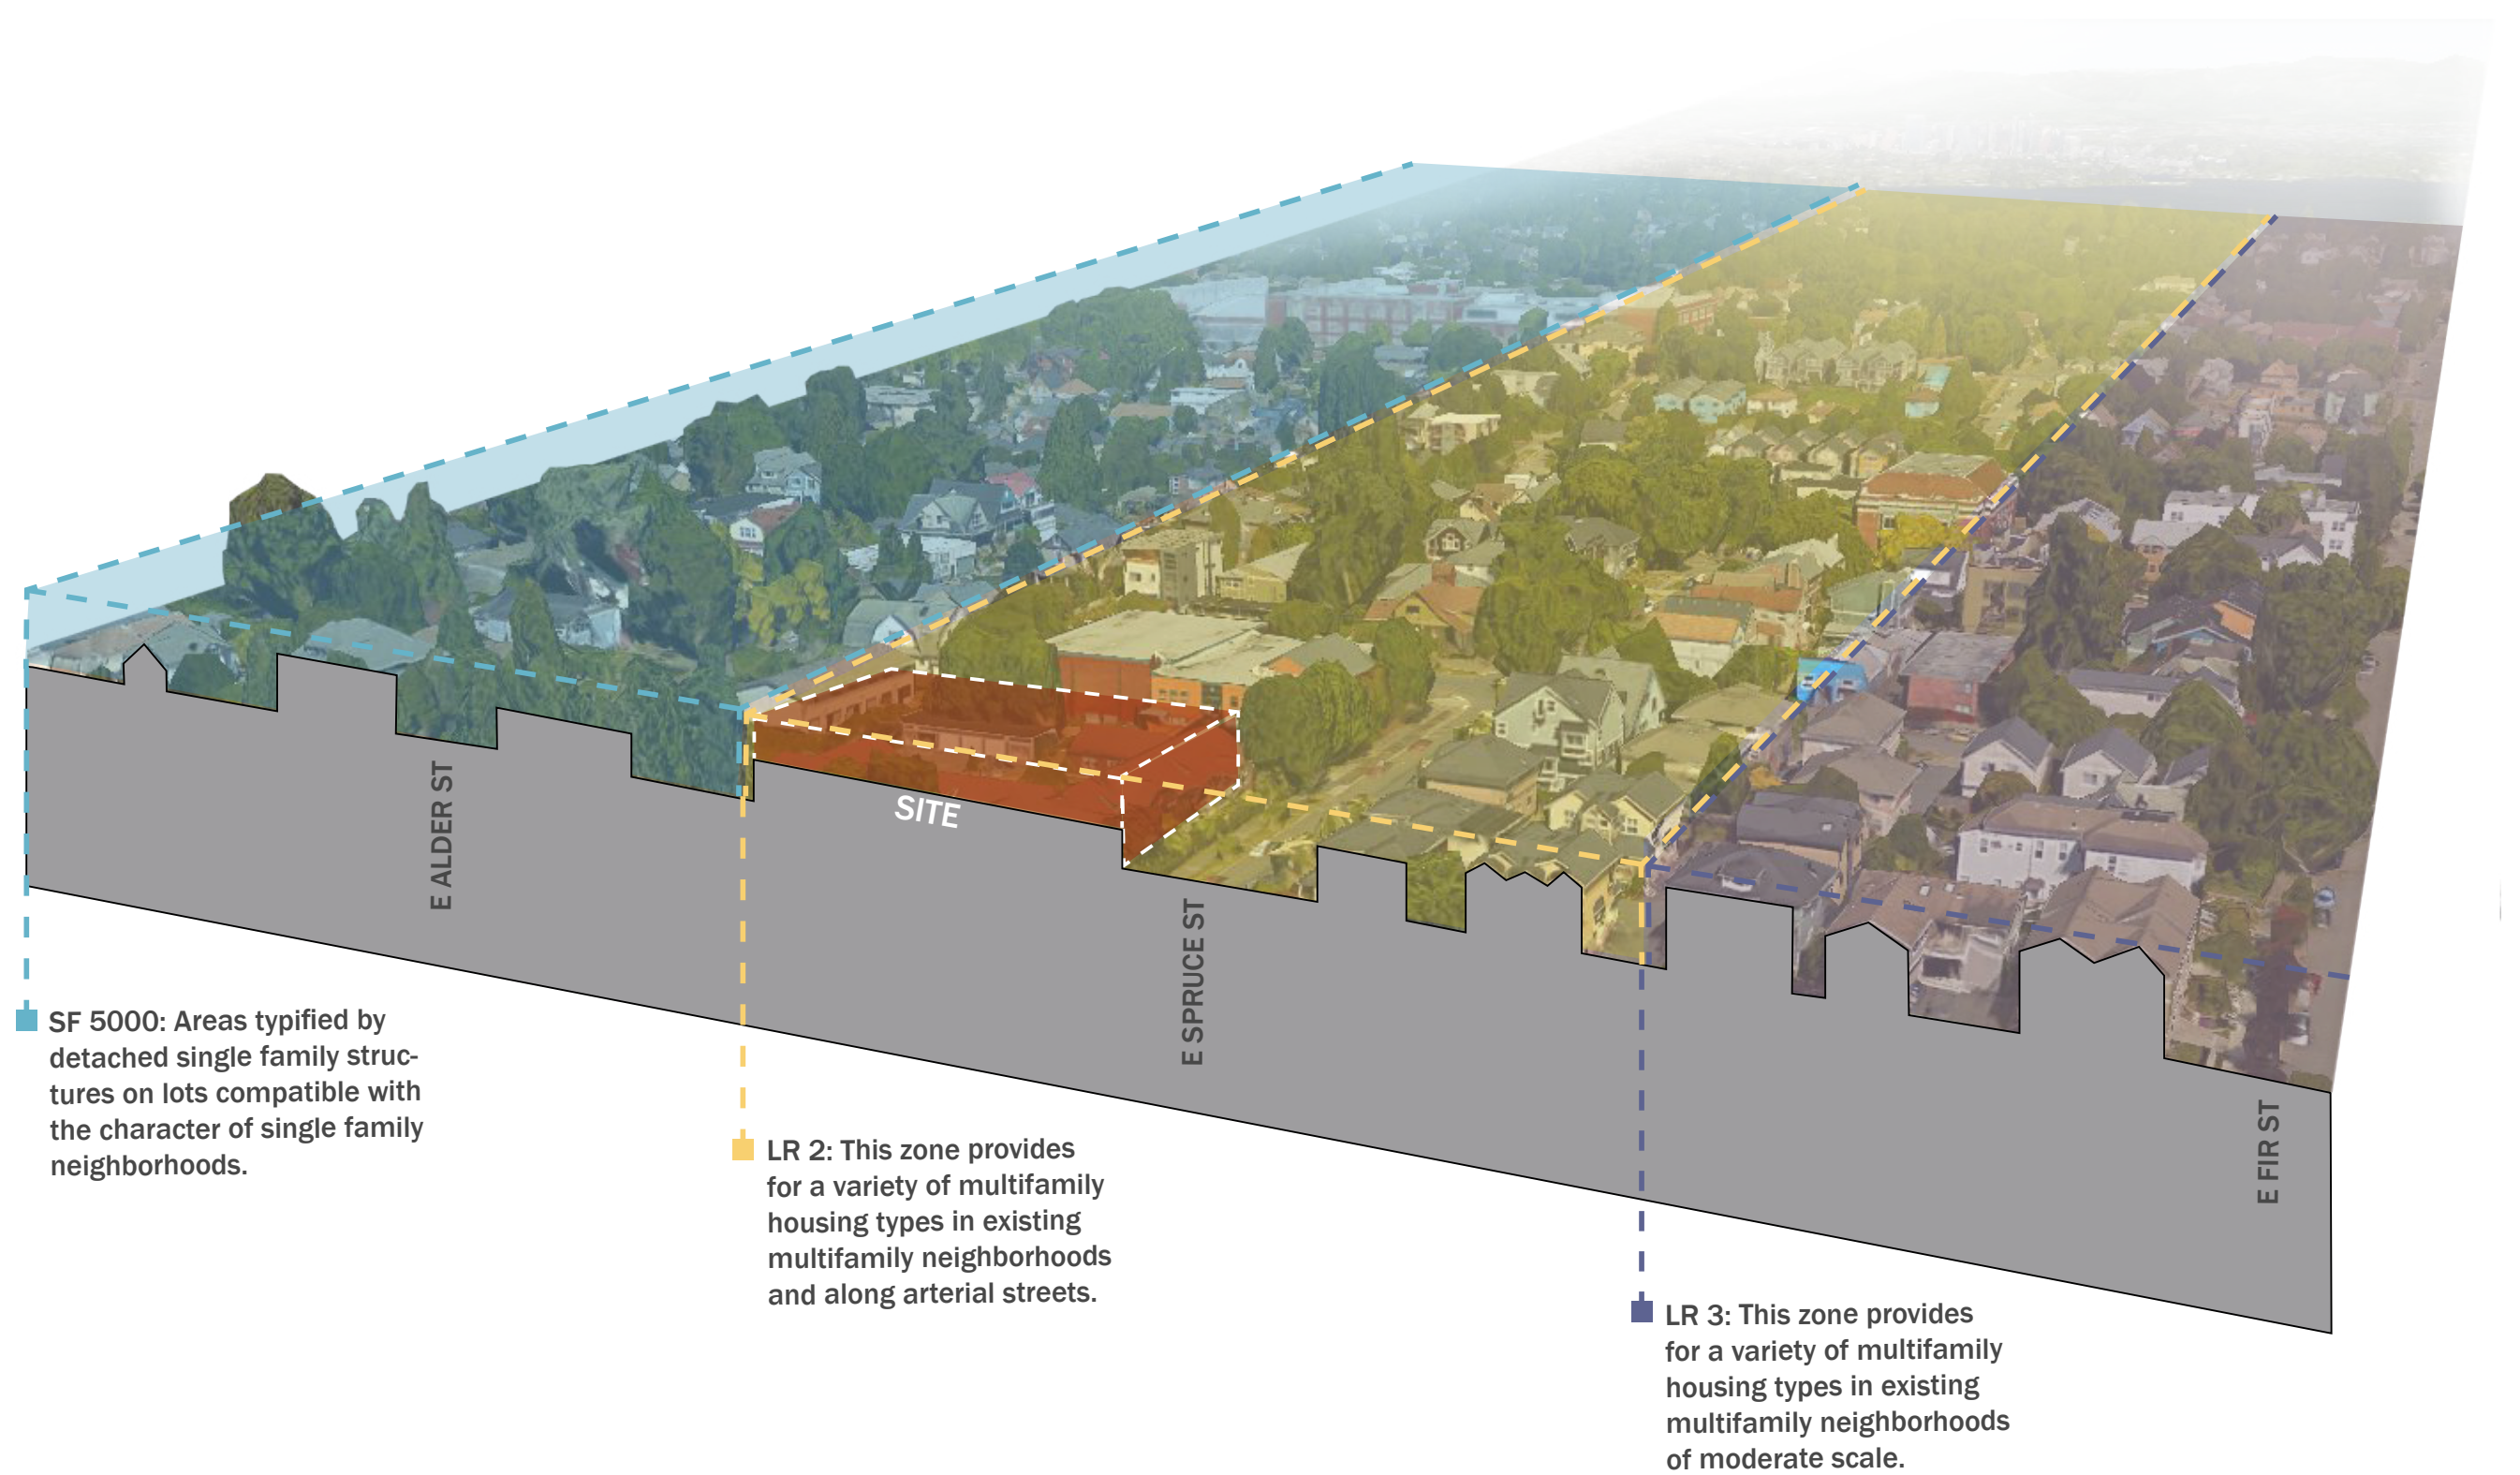 SITE
E ALDER ST
E SPRUCE ST
E FIR ST
SF 5000: Areas typified by
detached single family struc-
tures on lots compatible with
the character of single family
neighborhoods.
LR 2: This zone provides
for a variety of multifamily
housing types in existing
multifamily neighborhoods
and along arterial streets.
LR 3: This zone provides
for a variety of multifamily
housing types in existing
multifamily neighborhoods
of moderate scale.